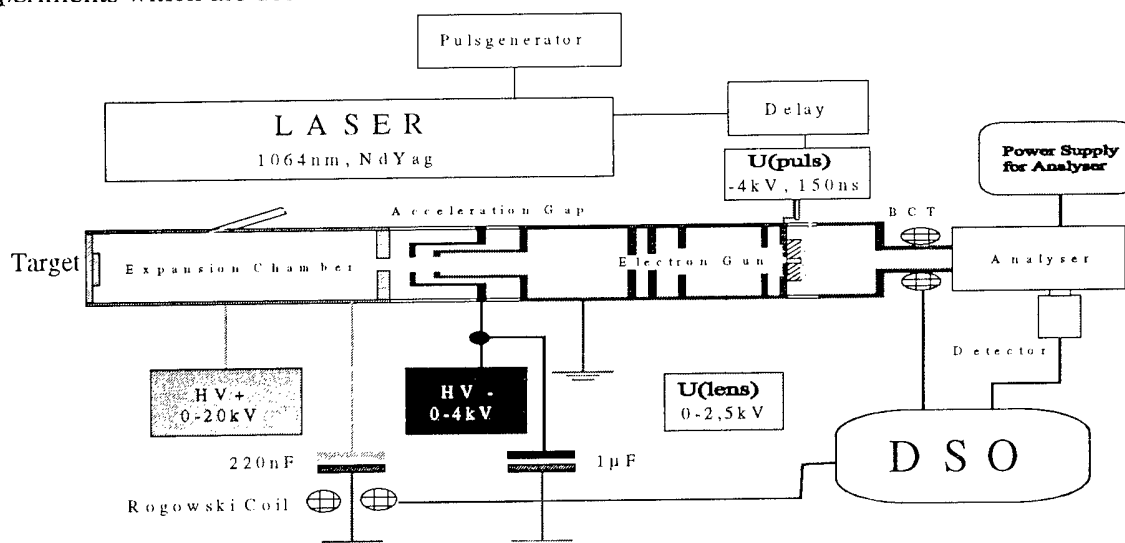 Pulsgenerator
LASER
1064nm, NdYag
Delay
U(puls)
-4kV, 150ns
Power Supply
for Analyser
Acceleration Gap
BCT
Target
Expansion Chamber
Electron Gun
Analyser
Detector
HV+
0-20kV
HV -
0-4kV
U(lens)
0-2,5kV
220nF
1µF
DSO
Rogowski Coil